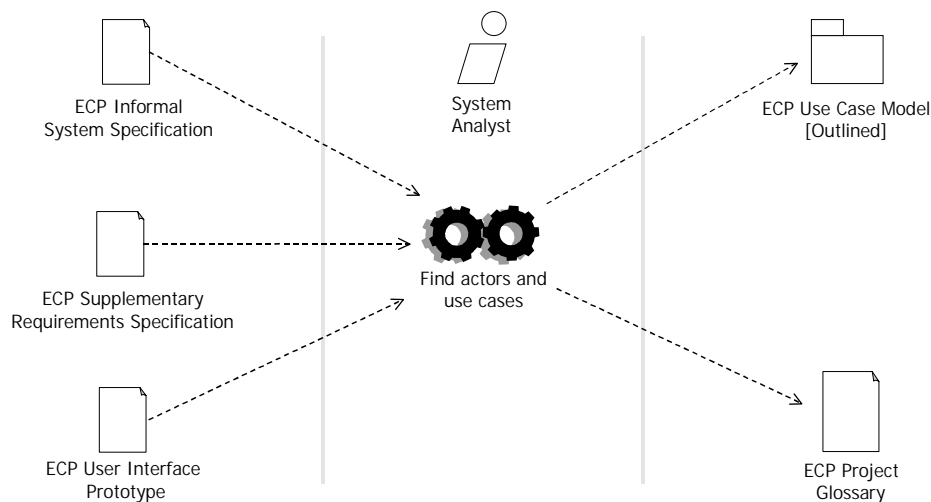 ECP Informal
System Specification
System
Analyst
ECP Use Case Model
[Outlined]
ECP Supplementary
Requirements Specification
Find actors and
use cases
ECP User Interface
Prototype
ECP Project
Glossary